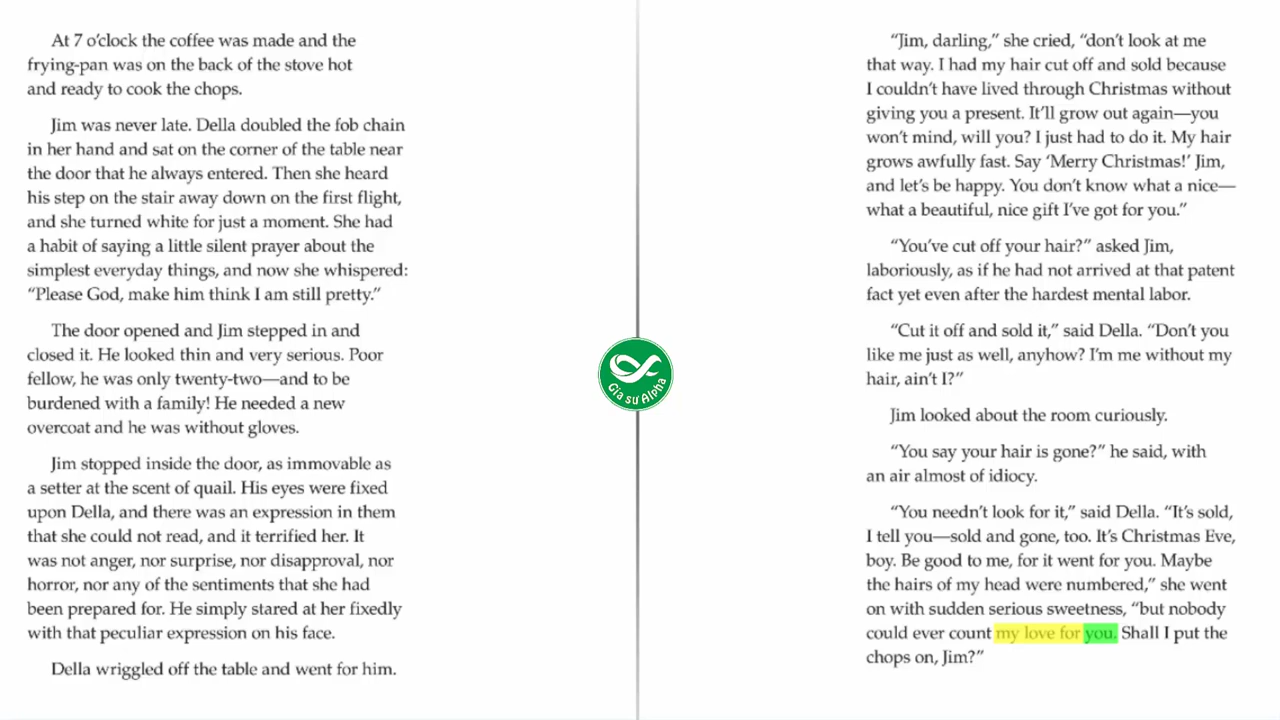 At 7 o’clock the coffee was made and the
frying-pan was on the back of the stove hot
and ready to cook the chops.
Jim was never late. Della doubled the fob chain
in her hand and sat on the corner of the table near
the door that he always entered. Then she heard
his step on the stair away down on the first flight,
and she turned white for just a moment. She had
a habit of saying a little silent prayer about the
simplest everyday things, and now she whispered:
“Please God, make him think I am still pretty.”
The door opened and Jim stepped in and
closed it. He looked thin and very serious. Poor
fellow, he was only twenty-two—and to be
burdened with a family! He needed a new
overcoat and he was without gloves.
Jim stopped inside the door, as immovable as
a setter at the scent of quail. His eyes were fixed
upon Della, and there was an expression in them
that she could not read, and it terrified her. It
was not anger, nor surprise, nor disapproval, nor
horror, nor any of the sentiments that she had
been prepared for. He simply stared at her fixedly
with that peculiar expression on his face.
Della wriggled off the table and went for him.
Gia sư Alpha
“Jim, darling,” she cried, “don’t look at me
that way. I had my hair cut off and sold because
I couldn’t have lived through Christmas without
giving you a present. It’ll grow out again—you
won’t mind, will you? I just had to do it. My hair
grows awfully fast. Say ‘Merry Christmas!’ Jim,
and let’s be happy. You don’t know what a nice—
what a beautiful, nice gift I’ve got for you.”
“You’ve cut off your hair?” asked Jim,
laboriously, as if he had not arrived at that patent
fact yet even after the hardest mental labor.
“Cut it off and sold it,” said Della. “Don’t you
like me just as well, anyhow? I’m me without my
hair, ain’t I?”
Jim looked about the room curiously.
“You say your hair is gone?” he said, with
an air almost of idiocy.
“You needn’t look for it,” said Della. “It’s sold,
I tell you—sold and gone, too. It’s Christmas Eve,
boy. Be good to me, for it went for you. Maybe
the hairs of my head were numbered,” she went
on with sudden serious sweetness, “but nobody
could ever count my love for you. Shall I put the
chops on, Jim?”